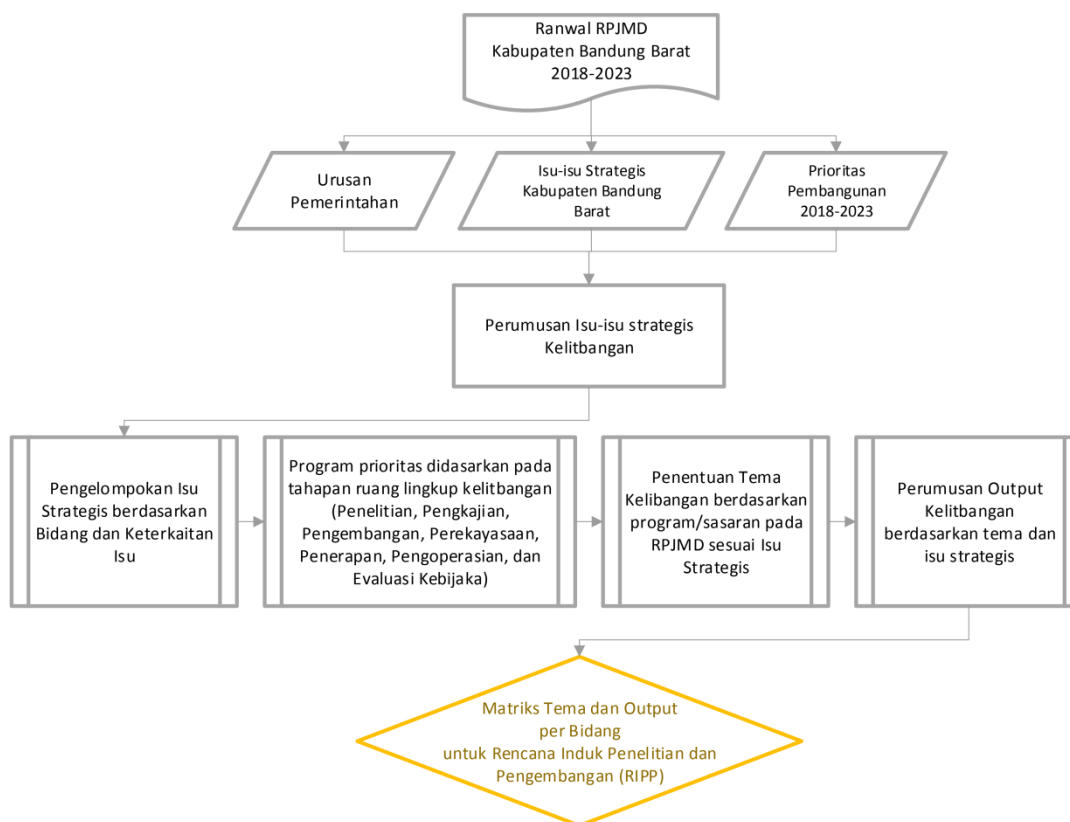 Ranwal RPJMD
Kabupaten Bandung Barat
2018-2023
Urusan
Pemerintahan
Isu-isu Strategis
Kabupaten Bandung
Barat
Prioritas
Pembangunan
2018-2023
Perumusan Isu-isu strategis
Kelitbangan
Pengelompokan Isu
Strategis berdasarkan
Bidang dan Keterkaitan
Isu
Program prioritas didasarkan pada
tahapan ruang lingkup kelitbangan
(Penelitian, Pengkajian,
Pengembangan, Perekayasaan,
Penerapan, Pengoperasian, dan
Evaluasi Kebijaka)
Penentuan Tema
Kelibangan berdasarkan
program/sasaran pada
RPJMD sesuai Isu
Strategis
Perumusan Output
Kelitbangan
berdasarkan tema dan
isu strategis
Matriks Tema dan Output
per Bidang
untuk Rencana Induk Penelitian dan
Pengembangan (RIPP)